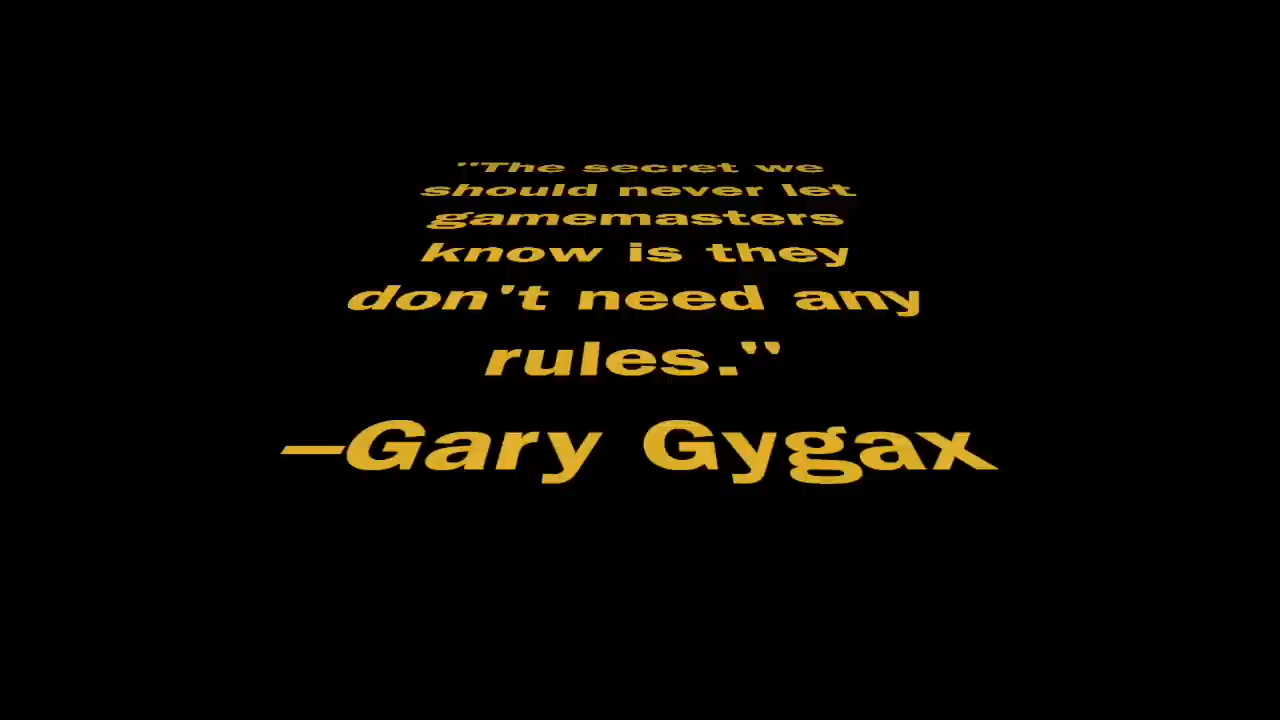 "The secret we
should never let
gamemasters
know is they
don't need any
rules."
—Gary Gygax